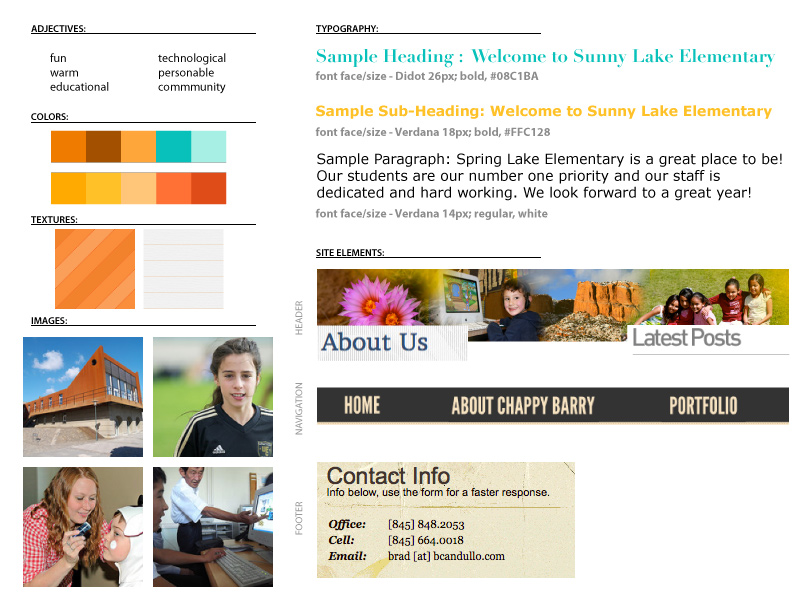 ADJECTIVES:
fun
warm
educational
technological
personable
commmunity
COLORS:
TEXTURES:
IMAGES:
TYPOGRAPHY:
Sample Heading : Welcome to Sunny Lake Elementary
font face/size - Didot 26px; bold, #08C1BA
Sample Sub-Heading: Welcome to Sunny Lake Elementary
font face/size - Verdana 18px; bold, #FFC128
Sample Paragraph: Spring Lake Elementary is a great place to be!
Our students are our number one priority and our staff is
dedicated and hard working. We look forward to a great year!
font face/size - Verdana 14px; regular, white
SITE ELEMENTS:
HEADER
About Us
Latest Posts
NAVIGATION
HOME
ABOUT CHAPPY BARRY
PORTFOLIO
FOOTER
Contact Info
Info below, use the form for a faster response.
Office: [845] 848.2053
Cell: [845] 664.0018
Email: brad [at] bcandullo.com
adidas